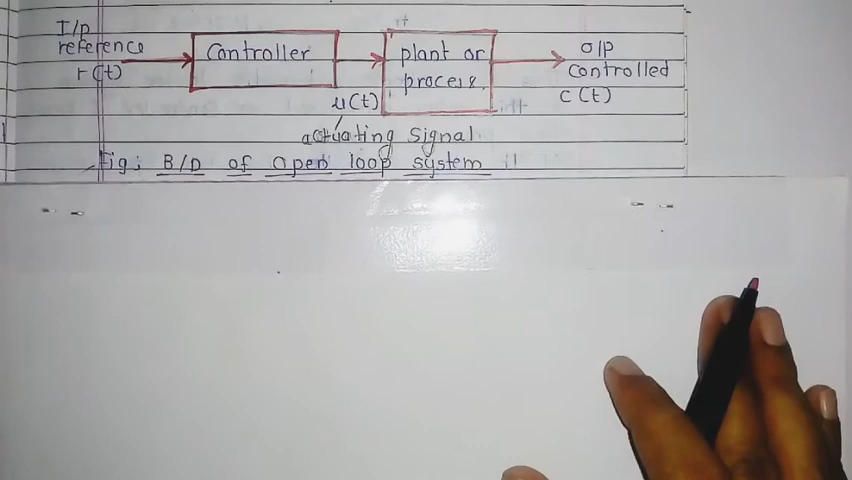 I/p
reference
r(t)
Controller
u(t)
actuating signal
plant or
process.
o/p
controlled
c(t)
Fig: B/D of Open loop system